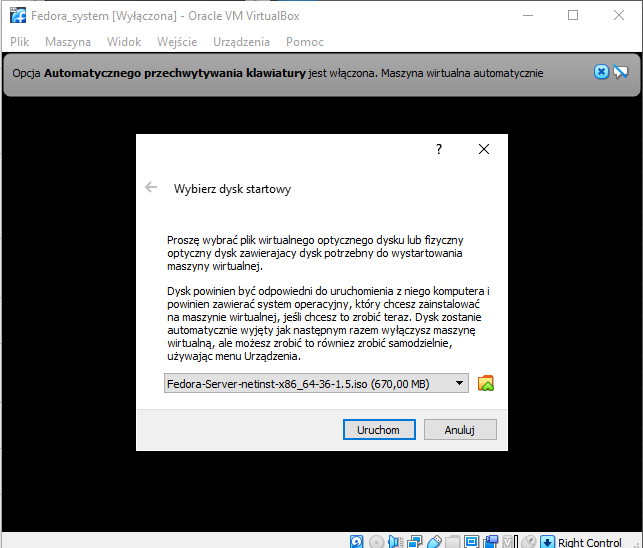 Fedora_system [Wyłączona] - Oracle VM VirtualBox
Plik Maszyna Widok Wejście Urządzenia Pomoc
Opcja Automatycznego przechwytywania klawiatury jest włączona. Maszyna wirtualna automatycznie
?
Wybierz dysk startowy
Proszę wybrać plik wirtualnego optycznego dysku lub fizyczny
optyczny dysk zawierajacy dysk potrzebny do wystartowania
maszyny wirtualnej.
Dysk powinien być odpowiedni do uruchomienia z niego komputera i
powinien zawierać system operacyjny, który chcesz zainstalować
na maszynie wirtualnej, jeśli chcesz to zrobić teraz. Dysk zostanie
automatycznie wyjęty jak następnym razem wyłączysz maszynę
wirtualną, ale możesz zrobić to również zrobić samodzielnie,
używając menu Urządzenia.
Fedora-Server-netinst-x86_64-36-1.5.iso (670,00 MB)
Uruchom Anuluj
Right Control